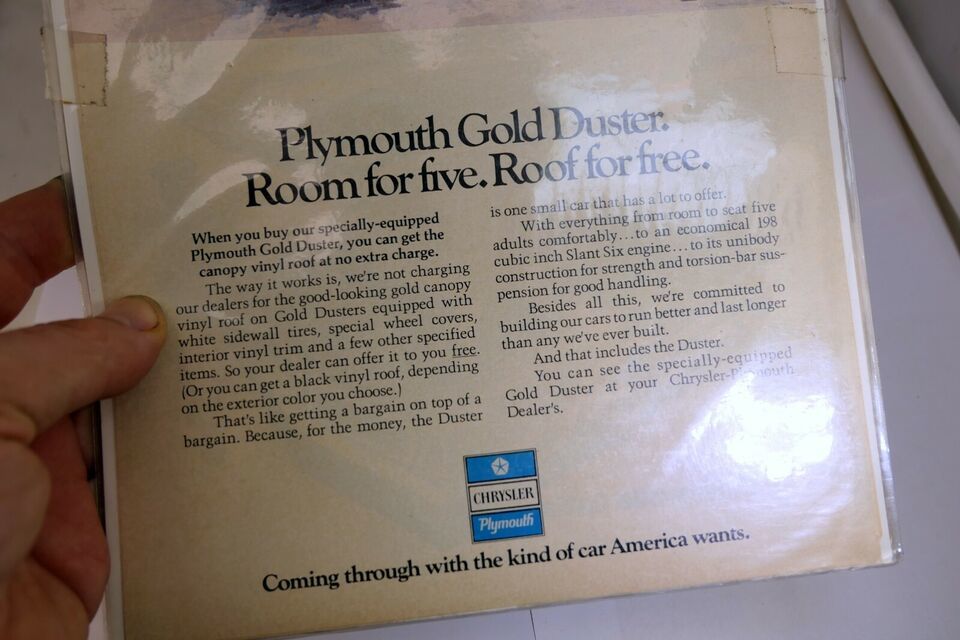 Plymouth Gold Duster.
Room for five. Roof for free.
When you buy our specially-equipped
Plymouth Gold Duster, you can get the
canopy vinyl roof at no extra charge.
The way it works is, we're not charging
our dealers for the good-looking gold canopy
vinyl roof on Gold Dusters equipped with
white sidewall tires, special wheel covers,
interior vinyl trim and a few other specified
items. So your dealer can offer it to you free.
(Or you can get a black vinyl roof, depending
on the exterior color you choose.)
That's like getting a bargain on top of a
bargain. Because, for the money, the Duster
is one small car that has a lot to offer.
With everything from room to seat five
adults comfortably...to an economical 198
cubic inch Slant Six engine...to its unibody
construction for strength and torsion-bar sus-
pension for good handling.
Besides all this, we're committed to
building our cars to run better and last longer
than any we've ever built.
And that includes the Duster.
You can see the specially-equipped
Gold Duster at your Chrysler-Plymouth
Dealer's.
CHRYSLER
Plymouth
Coming through with the kind of car America wants.